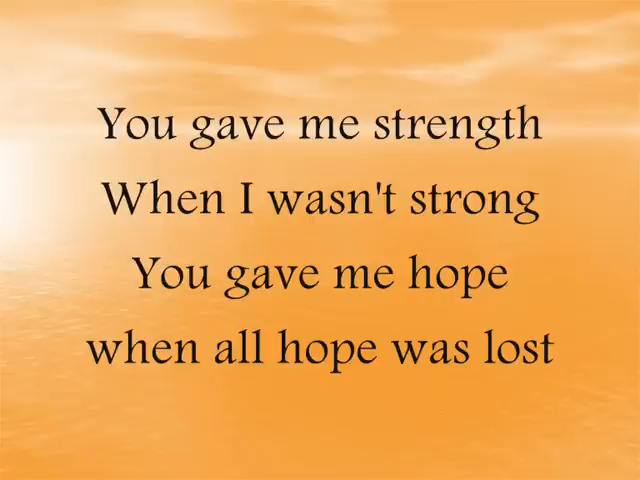 You gave me strength
When I wasn't strong
You gave me hope
when all hope was lost